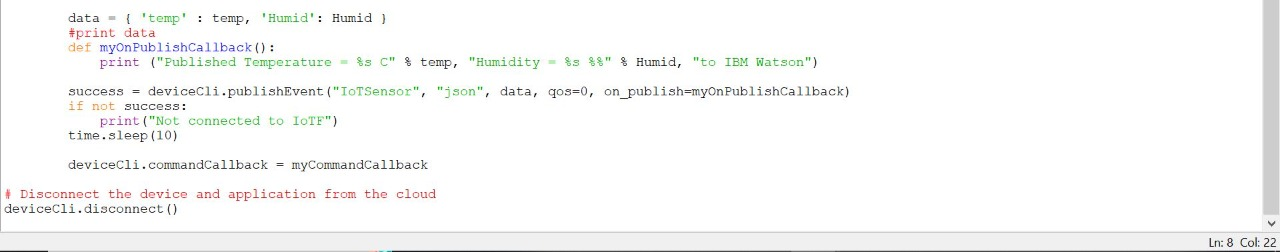 data = { 'temp' : temp, 'Humid': Humid }
#print data
def myOnPublishCallback():
print ("Published Temperature = %s C" % temp, "Humidity = %s %%" % Humid, "to IBM Watson")
success = deviceCli.publishEvent("IoTSensor", "json", data, qos=0, on_publish=myOnPublishCallback)
if not success:
print("Not connected to IoTF")
time.sleep(10)
deviceCli.commandCallback = myCommandCallback
# Disconnect the device and application from the cloud
deviceCli.disconnect()
Ln: 8 Col: 22